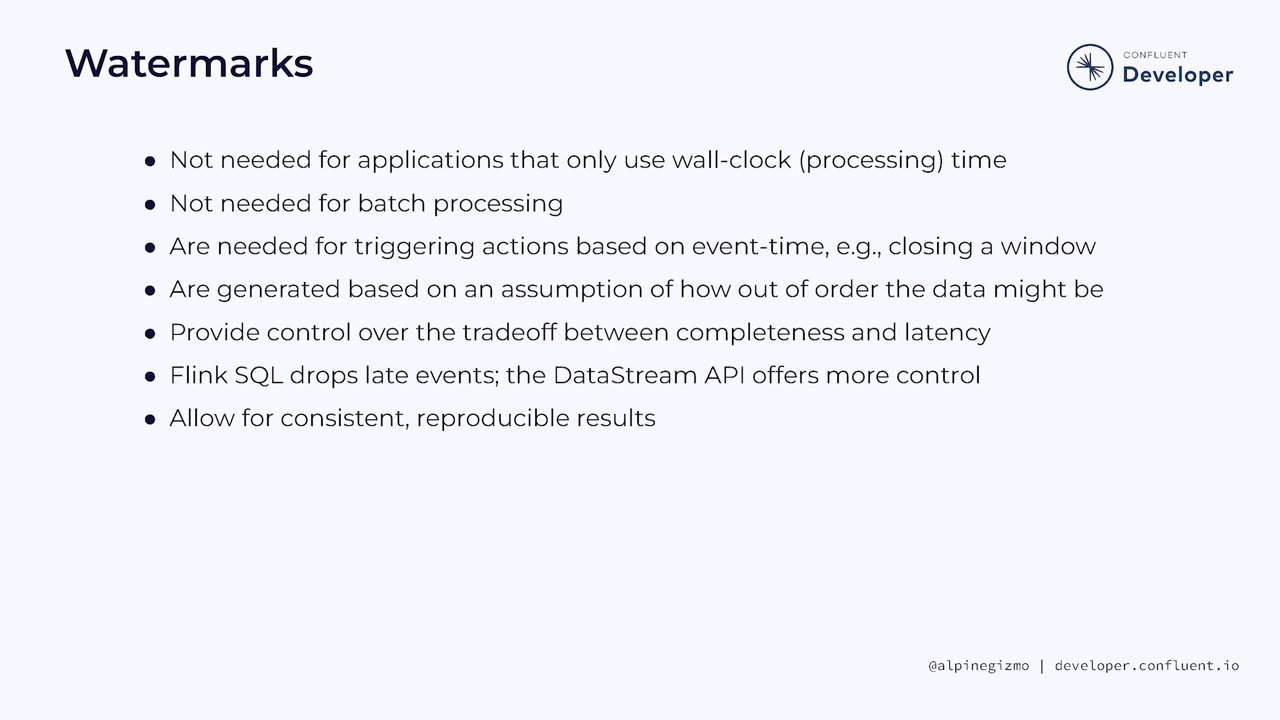 Watermarks
CONFLUENT
Developer
● Not needed for applications that only use wall-clock (processing) time
● Not needed for batch processing
● Are needed for triggering actions based on event-time, e.g., closing a window
● Are generated based on an assumption of how out of order the data might be
● Provide control over the tradeoff between completeness and latency
● Flink SQL drops late events; the DataStream API offers more control
● Allow for consistent, reproducible results
@alpinegizmo | developer.confluent.io